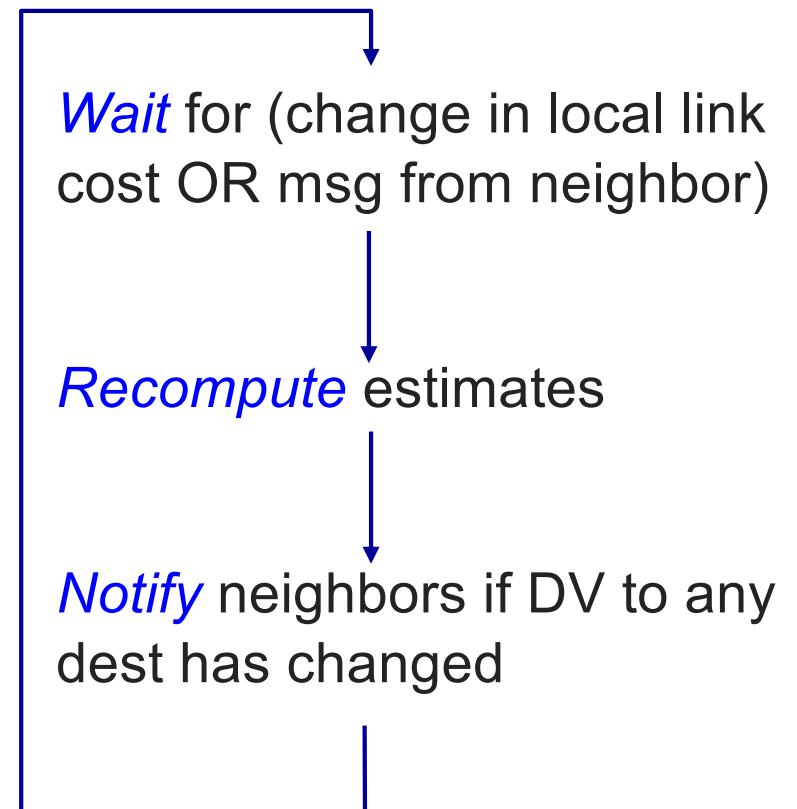 Wait for (change in local link
cost OR msg from neighbor)
Recompute estimates
Notify neighbors if DV to any
dest has changed